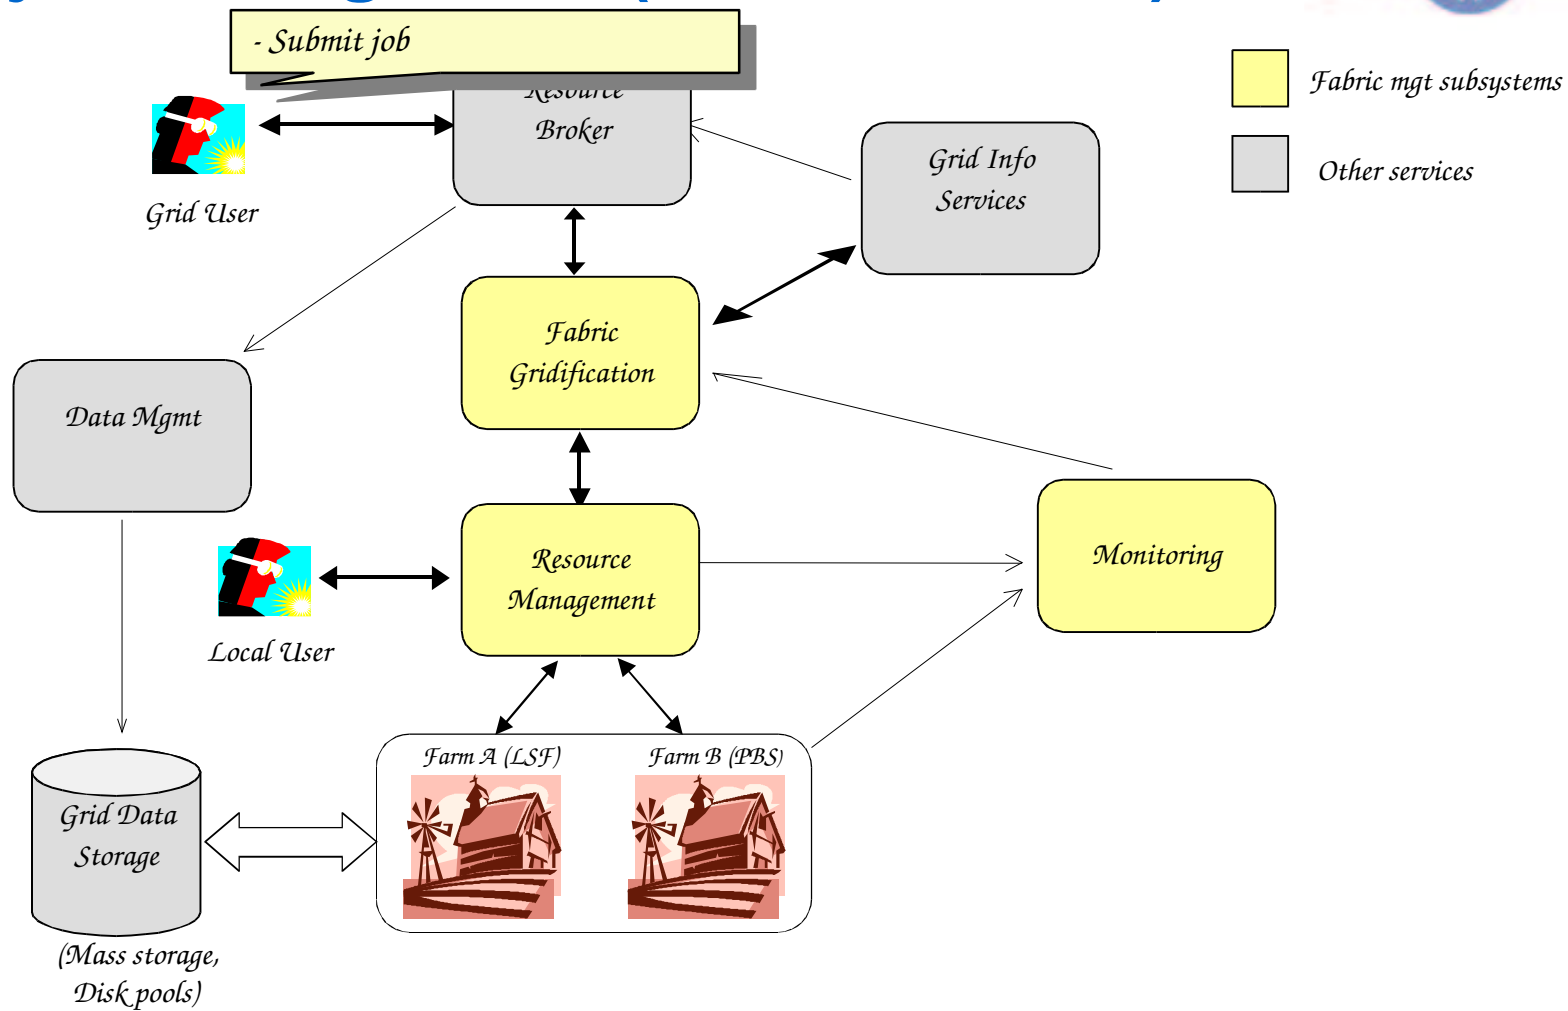 - Submit job
Resource
Broker
Grid User
Grid Info
Services
Fabric mgt subsystems
Other services
Fabric
Gridification
Data Mgmt
Resource
Management
Monitoring
Local User
Farm A (LSF)
Farm B (PBS)
Grid Data
Storage
(Mass storage,
Disk pools)